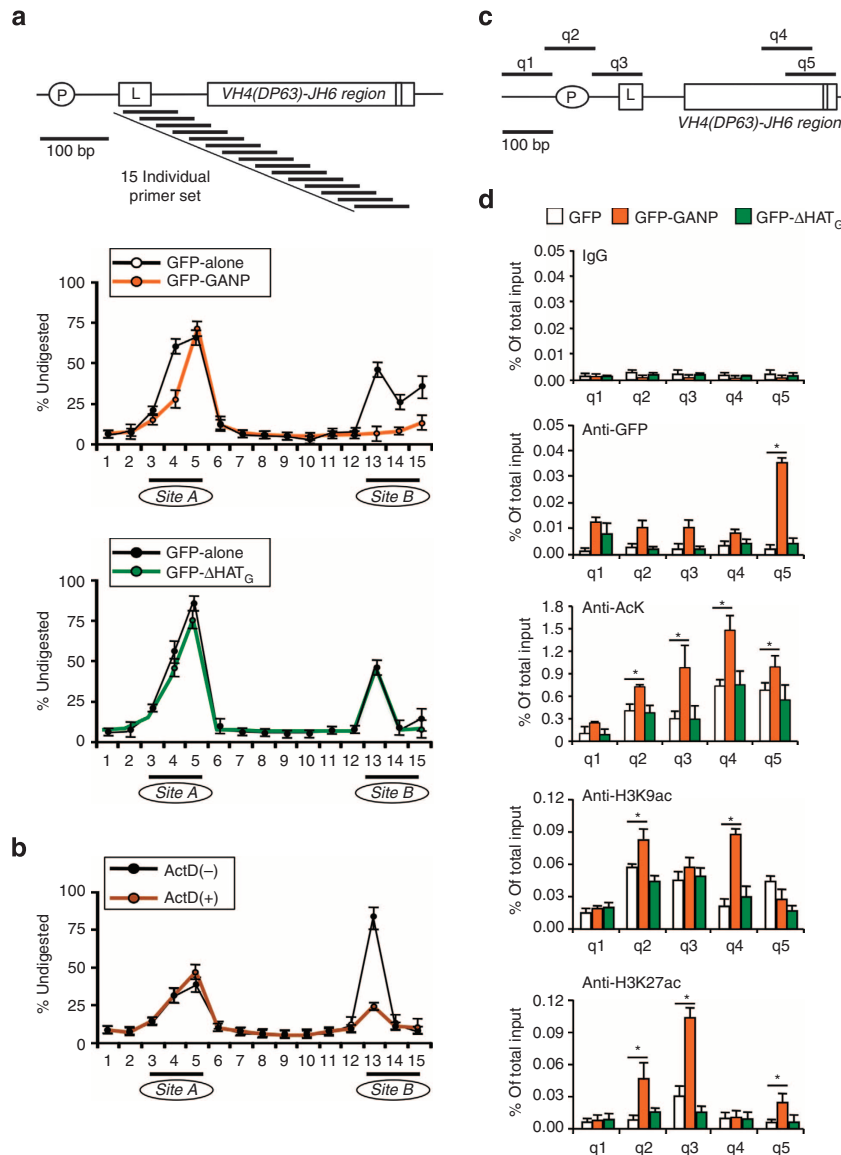 a
P
L
VH4(DP63)-JH6 region
100 bp
15 Individual
primer set
GFP-alone
GFP-GANP
% Undigested
100
75
50
25
0
1 2 3 4 5 6 7 8 9 10 11 12 13 14 15
Site A
Site B
GFP-alone
GFP-ΔHATG
% Undigested
100
75
50
25
0
1 2 3 4 5 6 7 8 9 10 11 12 13 14 15
Site A
Site B
b
ActD(−)
ActD(+)
% Undigested
100
75
50
25
0
1 2 3 4 5 6 7 8 9 10 11 12 13 14 15
Site A
Site B
c
q1
q2
q3
q4
q5
P
L
VH4(DP63)-JH6 region
100 bp
d
GFP GFP-GANP GFP-ΔHATG
IgG
% Of total input
0.05
0.04
0.03
0.02
0.01
0.00
q1 q2 q3 q4 q5
Anti-GFP
% Of total input
0.05
0.04
0.03
0.02
0.01
0.00
*
q1 q2 q3 q4 q5
Anti-AcK
% Of total input
1.8
1.5
1.2
0.9
0.6
0.3
0
* * * *
q1 q2 q3 q4 q5
Anti-H3K9ac
% Of total input
0.12
0.09
0.06
0.03
0.00
* *
q1 q2 q3 q4 q5
Anti-H3K27ac
% Of total input
0.12
0.09
0.06
0.03
0.00
* * *
q1 q2 q3 q4 q5